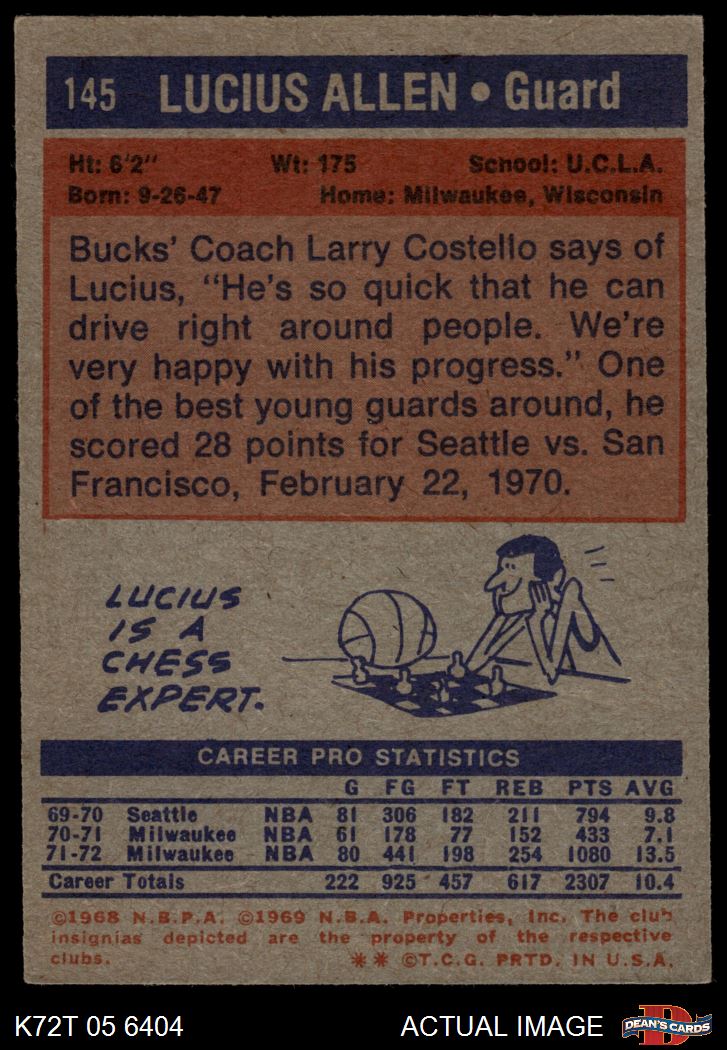 145 LUCIUS ALLEN • Guard
Ht: 6'2" Wt: 175 School: U.C.L.A.
Born: 9-26-47 Home: Milwaukee, Wisconsin
Bucks' Coach Larry Costello says of
Lucius, "He's so quick that he can
drive right around people. We're
very happy with his progress." One
of the best young guards around, he
scored 28 points for Seattle vs. San
Francisco, February 22, 1970.
LUCIUS
IS A
CHESS
EXPERT.
CAREER PRO STATISTICS
G FG FT REB PTS AVG
69-70 Seattle NBA 81 306 182 211 794 9.8
70-71 Milwaukee NBA 61 178 77 152 433 7.1
71-72 Milwaukee NBA 80 441 198 254 1080 13.5
Career Totals 222 925 457 617 2307 10.4
©1968 N.B.P.A. ©1969 N.B.A. Properties, Inc. The club
insignias depicted are the property of the respective
clubs. ** ©T.C.G. PRTD. IN U.S.A.
K72T 05 6404 ACTUAL IMAGE D DEAN'S CARDS